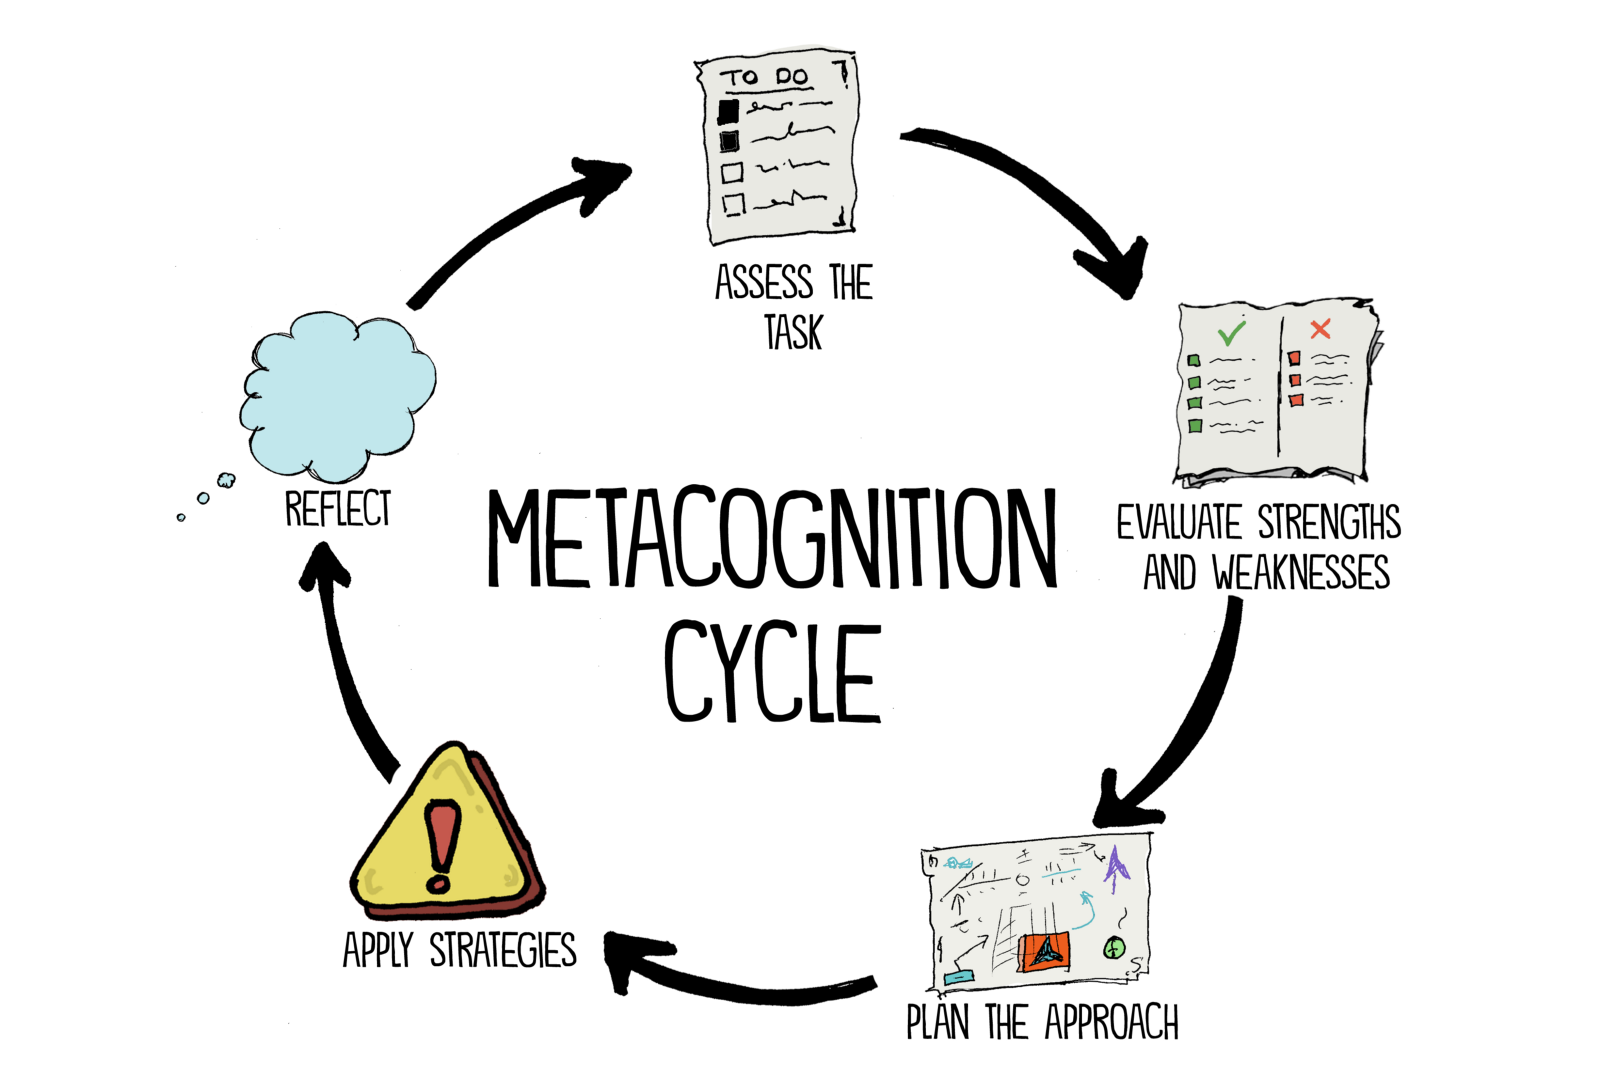 TO DO
ASSESS THE
TASK
EVALUATE STRENGTHS
AND WEAKNESSES
REFLECT
METACOGNITION
CYCLE
APPLY STRATEGIES
PLAN THE APPROACH